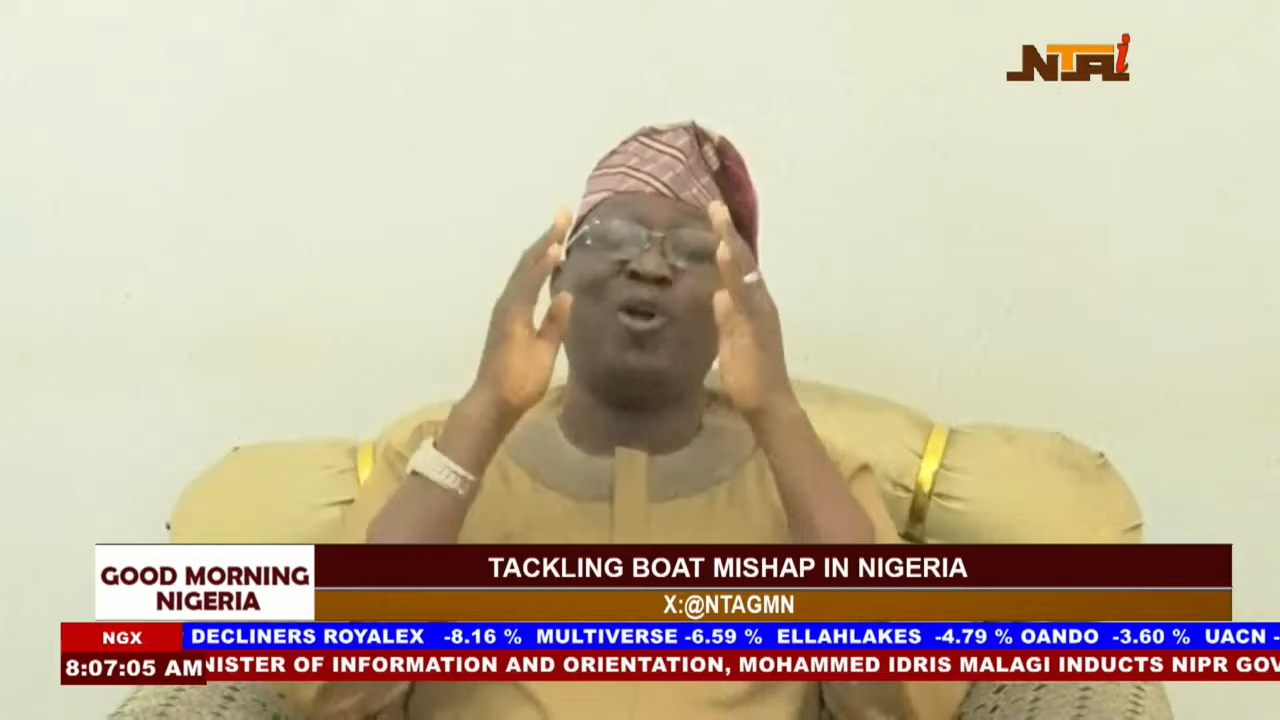 NTAi
TACKLING BOAT MISHAP IN NIGERIA
GOOD MORNING
NIGERIA
X:@NTAGMN
NGX
DECLINERS ROYALEX -8.16 % MULTIVERSE -6.59 % ELLAHLAKES -4.79 % OANDO -3.60 % UACN -
8:07:05 AM
NISTER OF INFORMATION AND ORIENTATION, MOHAMMED IDRIS MALAGI INDUCTS NIPR GOV